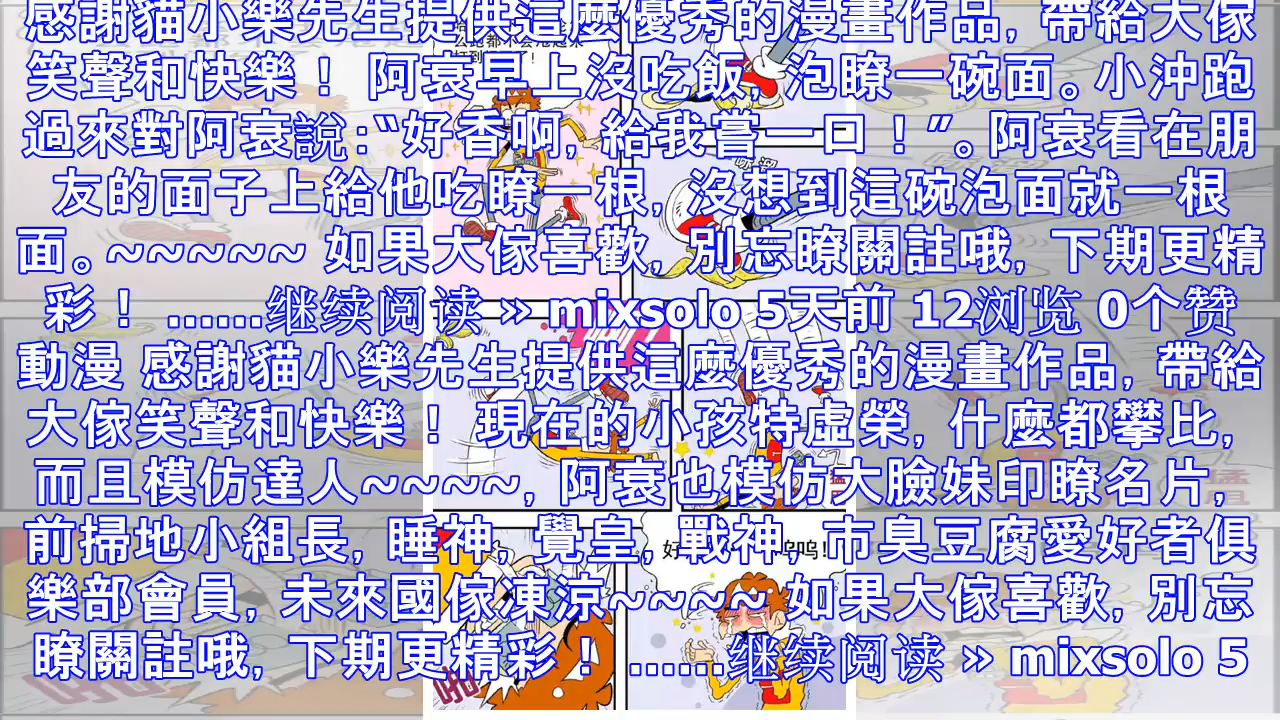 感謝貓小樂先生提供這麼優秀的漫畫作品, 帶給大傢
笑聲和快樂！ 阿衰早上沒吃飯, 泡瞭一碗面。小沖跑
過來對阿衰說:“好香啊, 給我嘗一口！”。阿衰看在朋
友的面子上給他吃瞭一根, 沒想到這碗泡面就一根
面。~~~~~ 如果大傢喜歡, 別忘瞭關註哦, 下期更精
彩！ ......继续阅读 » mixsolo 5天前 12浏览 0个赞
動漫 感謝貓小樂先生提供這麼優秀的漫畫作品, 帶給
大傢笑聲和快樂！ 現在的小孩特虛榮, 什麼都攀比,
而且模仿達人~~~~, 阿衰也模仿大臉妹印瞭名片,
前掃地小組長, 睡神, 覺皇, 戰神, 市臭豆腐愛好者俱
樂部會員, 未來國傢凍涼~~~~ 如果大傢喜歡, 別忘
瞭關註哦, 下期更精彩！ ......继续阅读 » mixsolo 5